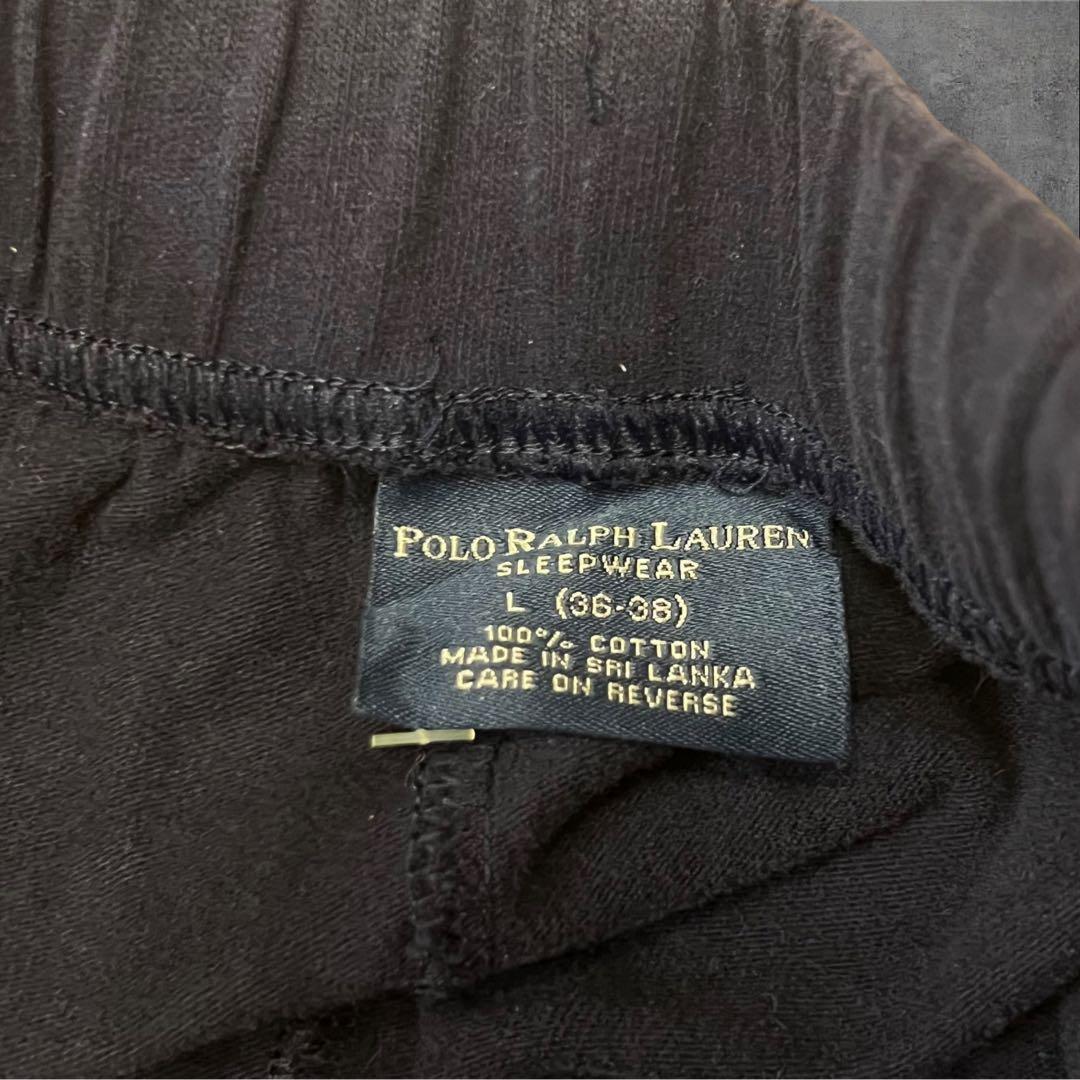 POLO RALPH LAUREN
SLEEPWEAR
L (36-38)
100% COTTON
MADE IN SRI LANKA
CARE ON REVERSE